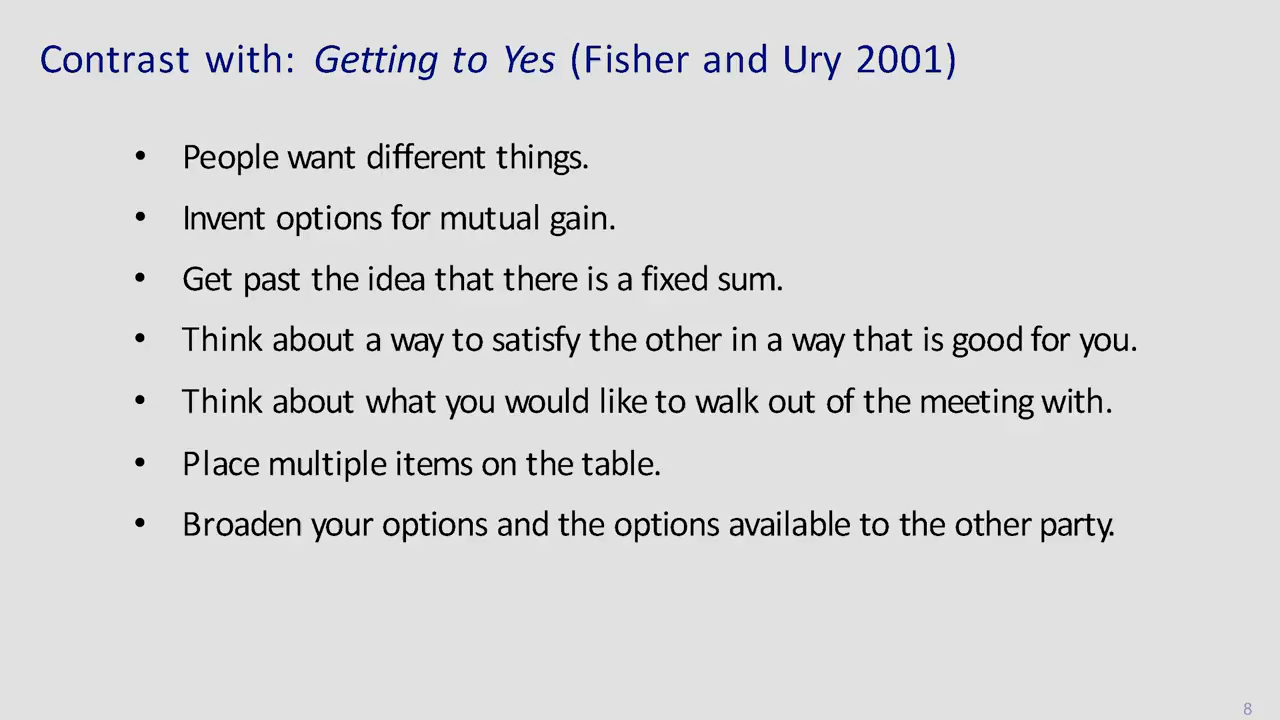 Contrast with: Getting to Yes (Fisher and Ury 2001)
• People want different things.
• Invent options for mutual gain.
• Get past the idea that there is a fixed sum.
• Think about a way to satisfy the other in a way that is good for you.
• Think about what you would like to walk out of the meeting with.
• Place multiple items on the table.
• Broaden your options and the options available to the other party.
8